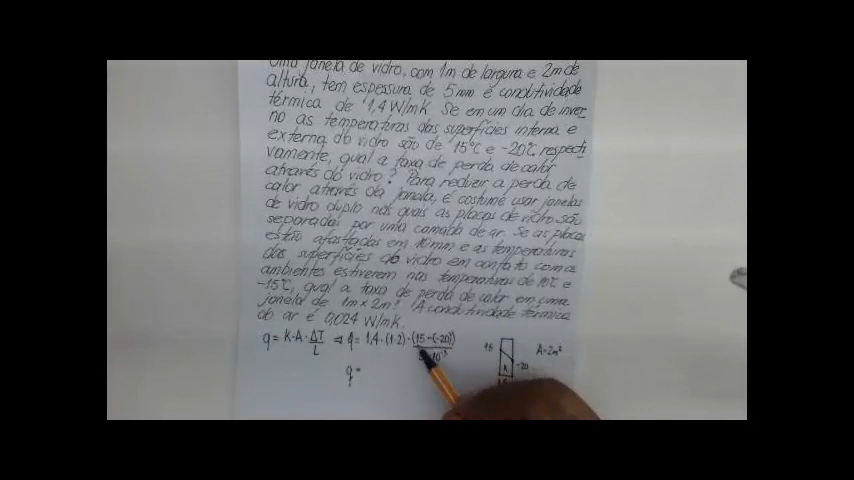 Uma janela de vidro, com 1m de largura e 2m de
altura, tem espessura de 5mm e condutividade
térmica de 1,4 W/mK. Se em um dia de inver-
no as temperaturas das superfícies interna e
externa do vidro são de 15°C e -20°C respecti-
vamente, qual a taxa de perda de calor
através do vidro? Para reduzir a perda de
calor através da janela, é costume usar janelas
de vidro duplo nas quais as placas de vidro são
separadas por uma camada de ar. Se as placas
estão afastadas em 10mm e as temperaturas
das superfícies do vidro em contato com os
ambientes estiverem nas temperaturas de 10°C e
-15°C, qual a taxa de perda de calor em uma
janela de 1m x 2m? (A condutividade térmica
do ar é 0,024 W/mK.
q = K·A·ΔT/L ⇒ q = 1,4·(1·2)·(15-(-20))/5·10⁻³
15
-20
A=2m²
q =